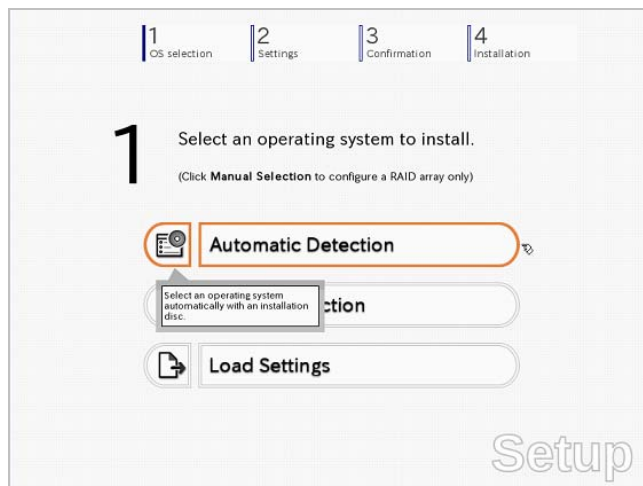 1
OS selection
2
Settings
3
Confirmation
4
Installation
1
Select an operating system to install.
(Click Manual Selection to configure a RAID array only)
Automatic Detection
Select an operating system
automatically with an installation
disc.
ction
Load Settings
Setup